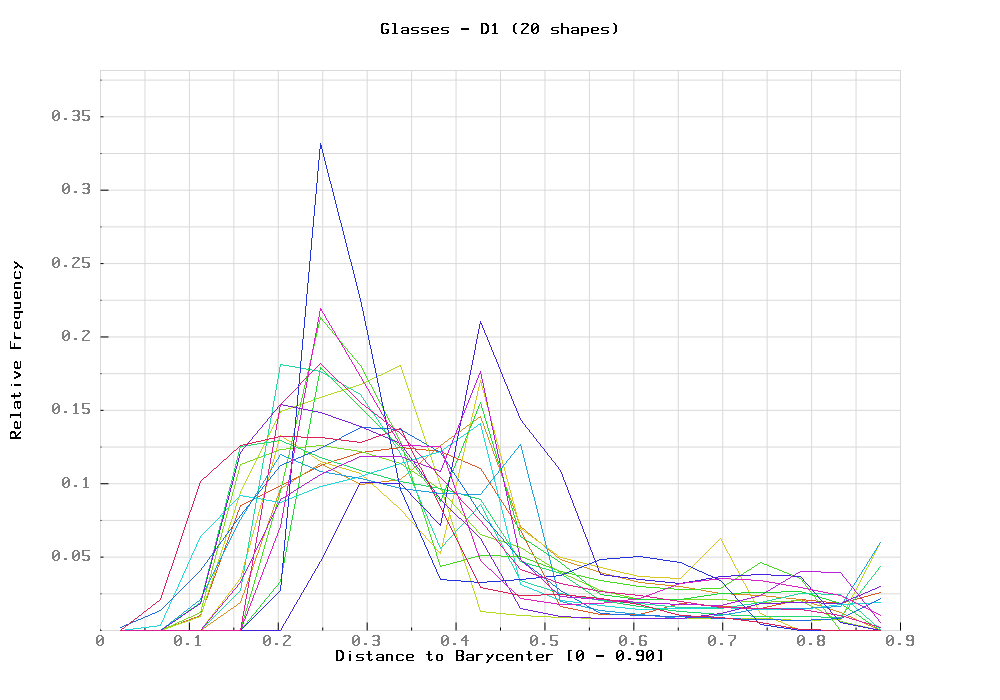 Glasses - D1 (20 shapes)
0.35
0.3
0.25
0.2
0.15
0.1
0.05
Relative Frequency
0 0.1 0.2 0.3 0.4 0.5 0.6 0.7 0.8 0.9
Distance to Barycenter [0 - 0.90]